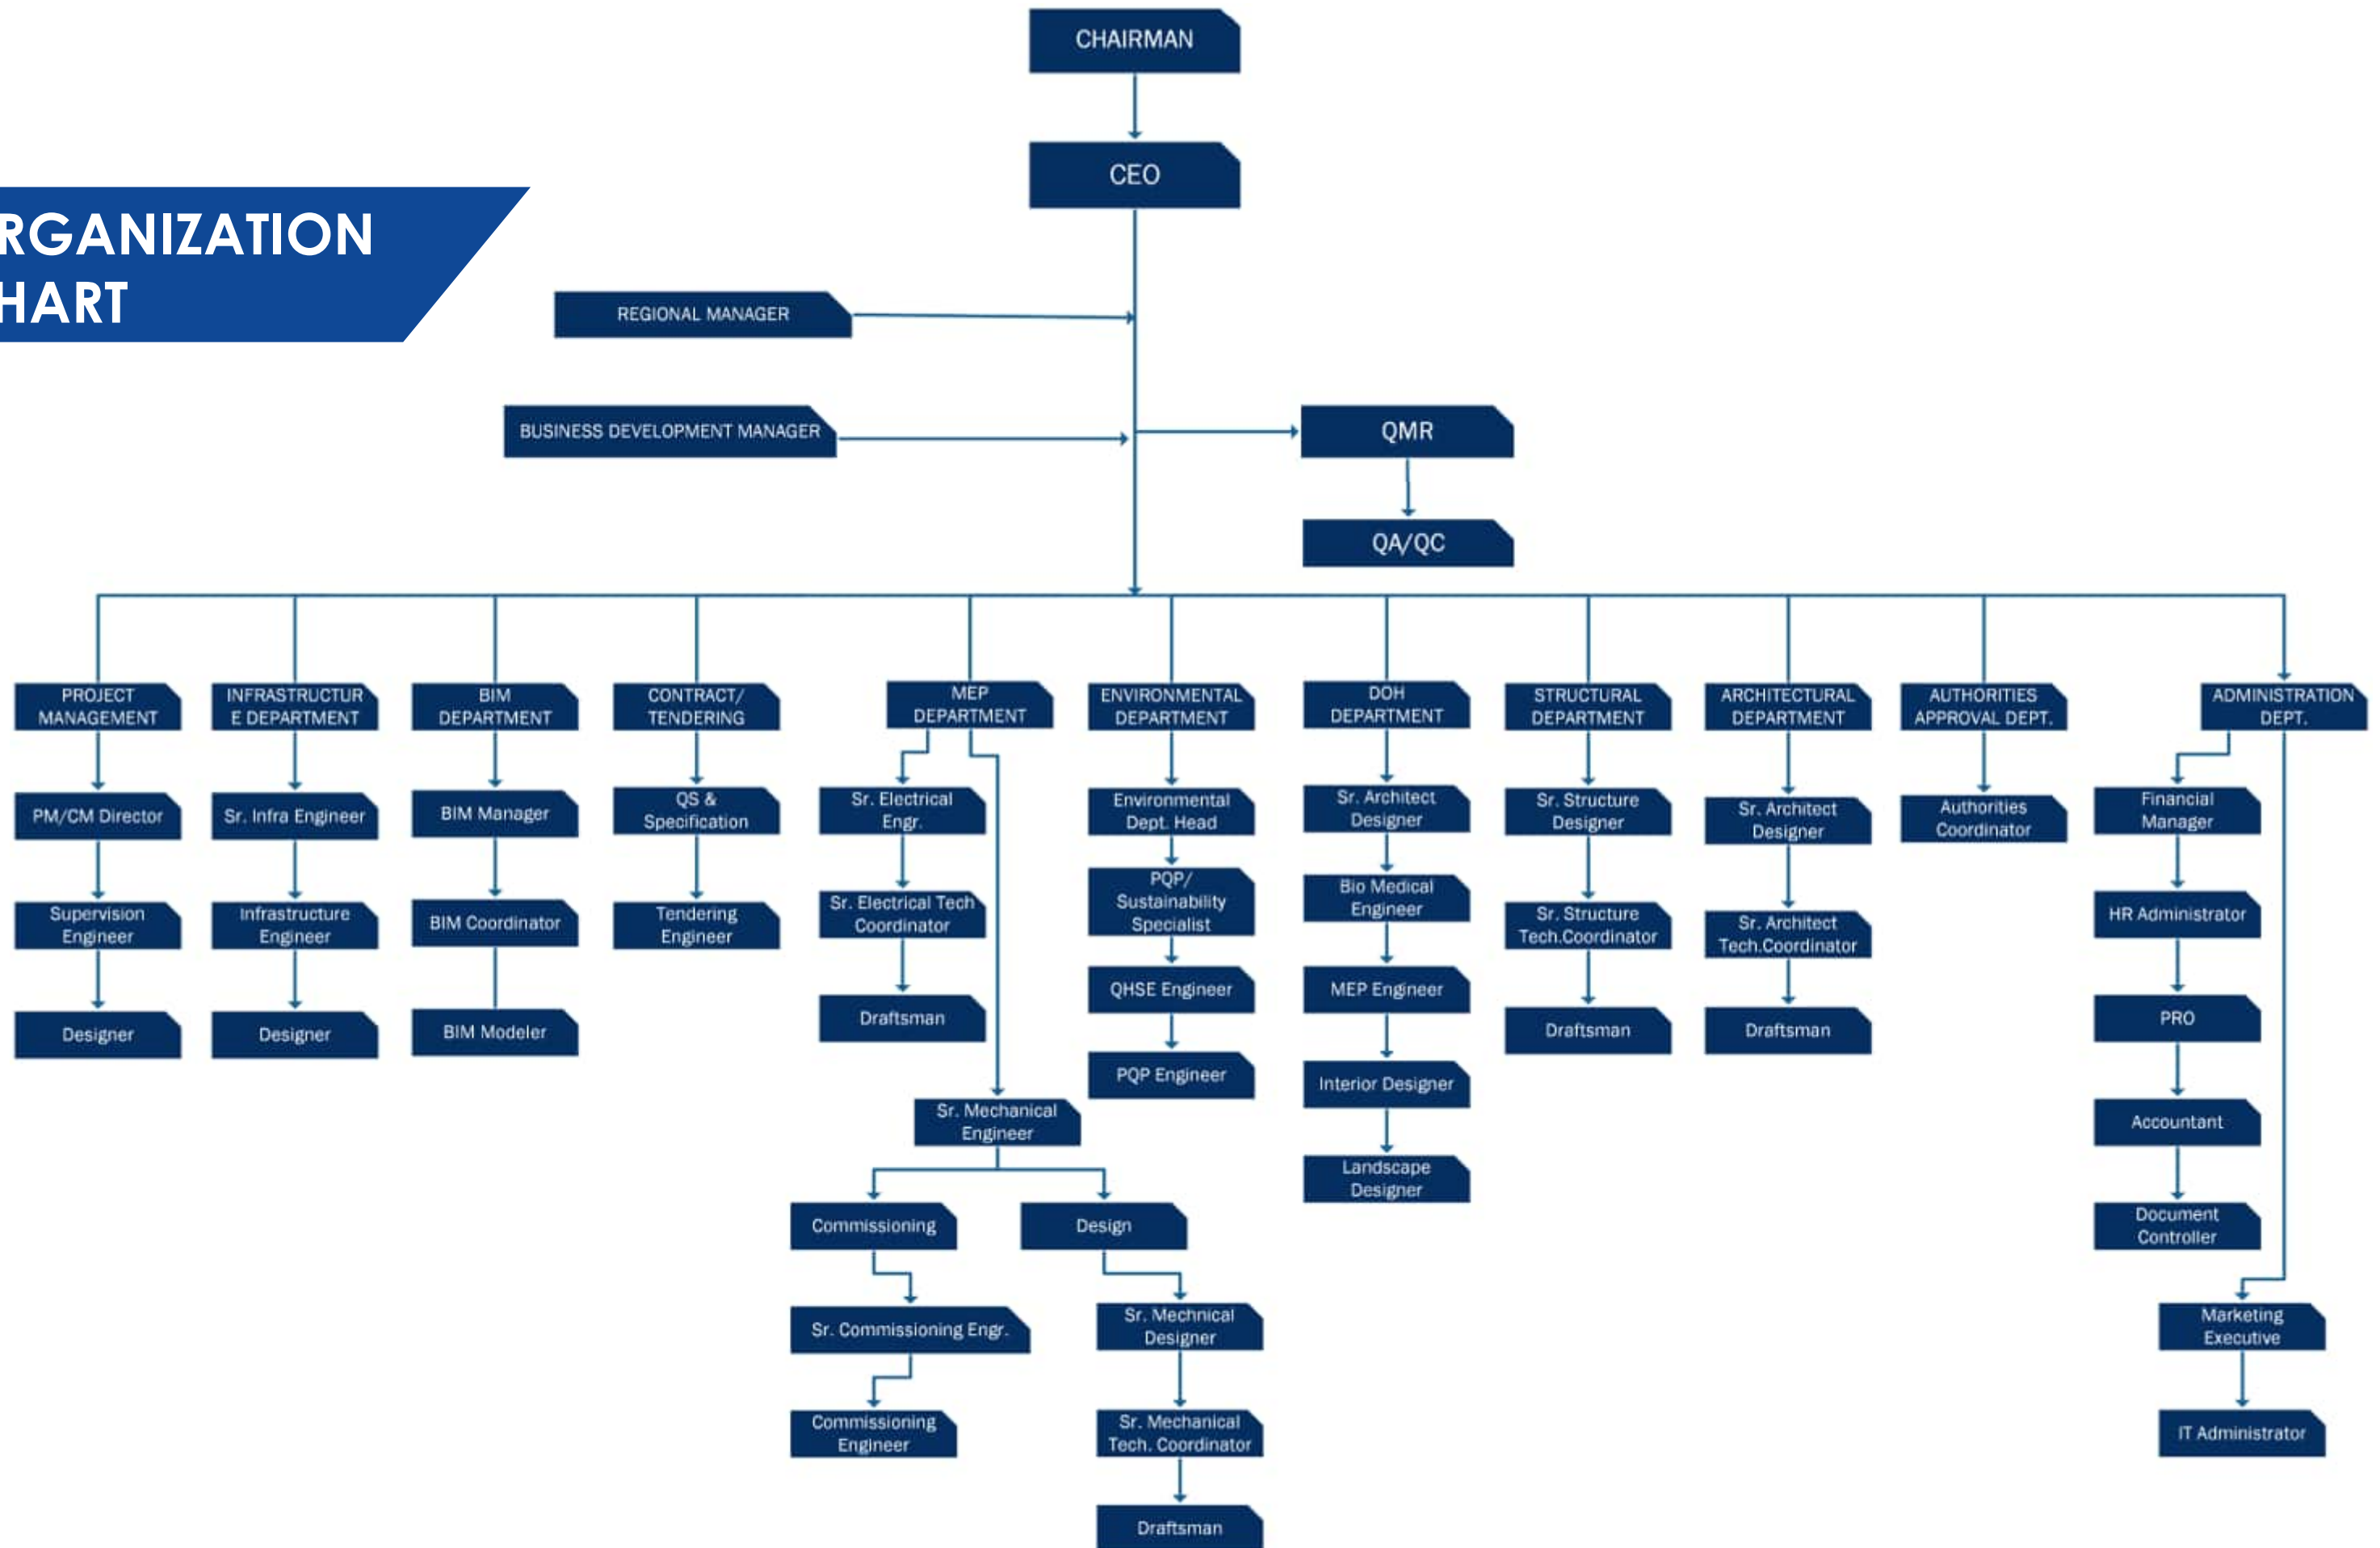 CHAIRMAN
CEO
RGANIZATION
HART
REGIONAL MANAGER
BUSINESS DEVELOPMENT MANAGER
QMR
QA/QC
PROJECT
MANAGEMENT
PM/CM Director
Supervision
Engineer
Designer
INFRASTRUCTUR
E DEPARTMENT
Sr. Infra Engineer
Infrastructure
Engineer
Designer
BIM
DEPARTMENT
BIM Manager
BIM Coordinator
BIM Modeler
CONTRACT/
TENDERING
QS &
Specification
Tendering
Engineer
MEP
DEPARTMENT
Sr. Electrical
Engr.
Sr. Electrical Tech
Coordinator
Draftsman
Sr. Mechanical
Engineer
Commissioning
Sr. Commissioning Engr.
Commissioning
Engineer
Design
Sr. Mechnical
Designer
Sr. Mechanical
Tech. Coordinator
Draftsman
ENVIRONMENTAL
DEPARTMENT
Environmental
Dept. Head
PQP/
Sustainability
Specialist
QHSE Engineer
PQP Engineer
DOH
DEPARTMENT
Sr. Architect
Designer
Bio Medical
Engineer
MEP Engineer
Interior Designer
Landscape
Designer
STRUCTURAL
DEPARTMENT
Sr. Structure
Designer
Sr. Structure
Tech.Coordinator
Draftsman
ARCHITECTURAL
DEPARTMENT
Sr. Architect
Designer
Sr. Architect
Tech.Coordinator
Draftsman
AUTHORITIES
APPROVAL DEPT.
Authorities
Coordinator
ADMINISTRATION
DEPT.
Financial
Manager
HR Administrator
PRO
Accountant
Document
Controller
Marketing
Executive
IT Administrator